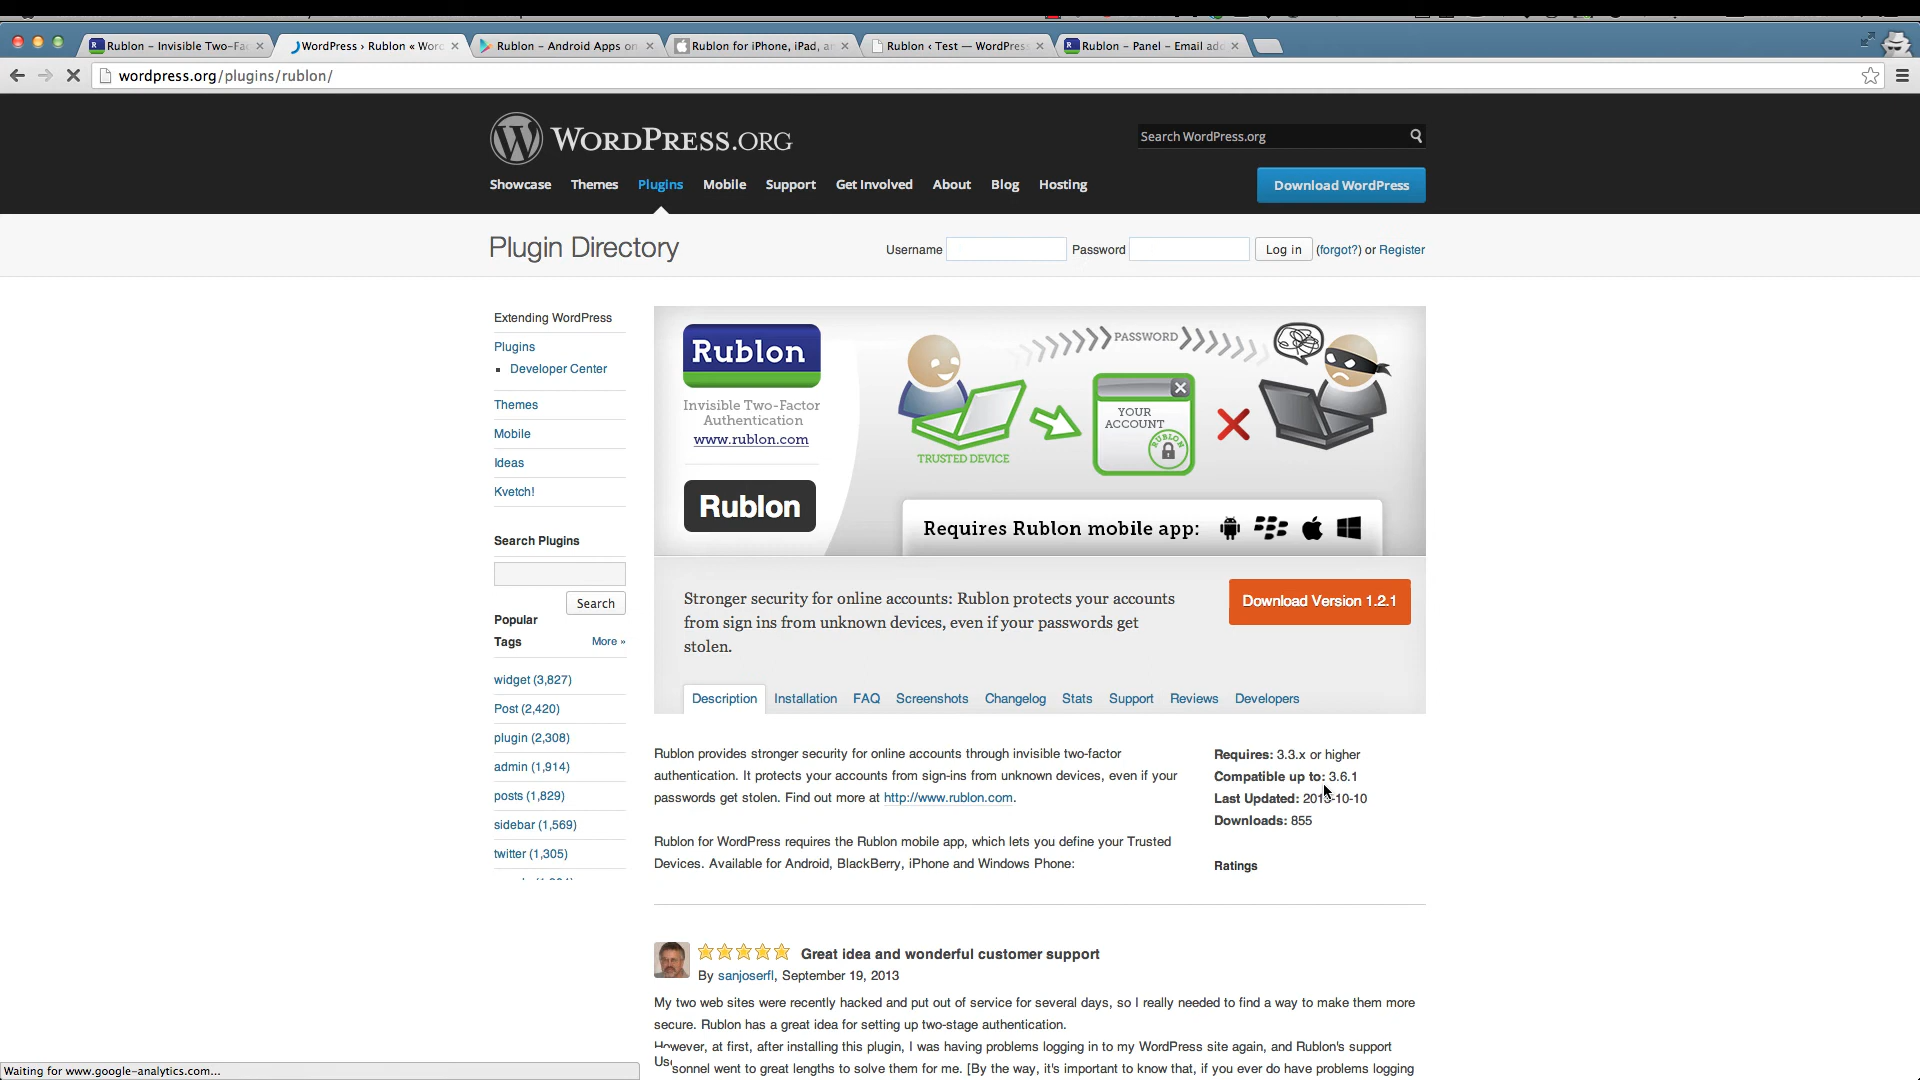 Rublon – Invisible Two-Fa
WordPress › Rublon « Word
Rublon – Android Apps on
Rublon for iPhone, iPad, a
Rublon ‹ Test — WordPress
Rublon – Panel – Email add
wordpress.org/plugins/rublon/
WORDPRESS.ORG
Search WordPress.org
Showcase Themes Plugins Mobile Support Get Involved About Blog Hosting
Download WordPress
Plugin Directory
Username Password Log in (forgot?) or Register
Extending WordPress
Plugins
Developer Center
Themes
Mobile
Ideas
Kvetch!
Search Plugins
Search
Popular
Tags
More »
widget (3,827)
Post (2,420)
plugin (2,308)
admin (1,914)
posts (1,829)
sidebar (1,569)
twitter (1,305)
Rublon
Invisible Two-Factor
Authentication
www.rublon.com
Rublon
PASSWORD
TRUSTED DEVICE
YOUR
ACCOUNT
RUBLON
Requires Rublon mobile app:
Stronger security for online accounts: Rublon protects your accounts
from sign ins from unknown devices, even if your passwords get
stolen.
Download Version 1.2.1
Description Installation FAQ Screenshots Changelog Stats Support Reviews Developers
Rublon provides stronger security for online accounts through invisible two-factor
authentication. It protects your accounts from sign-ins from unknown devices, even if your
passwords get stolen. Find out more at http://www.rublon.com.
Rublon for WordPress requires the Rublon mobile app, which lets you define your Trusted
Devices. Available for Android, BlackBerry, iPhone and Windows Phone:
Requires: 3.3.x or higher
Compatible up to: 3.6.1
Last Updated: 2013-10-10
Downloads: 855
Ratings
Great idea and wonderful customer support
By sanjoserfl, September 19, 2013
My two web sites were recently hacked and put out of service for several days, so I really needed to find a way to make them more
secure. Rublon has a great idea for setting up two-stage authentication.
However, at first, after installing this plugin, I was having problems logging in to my WordPress site again, and Rublon's support
sonnel went to great lengths to solve them for me. [By the way, it's important to know that, if you ever do have problems logging
Waiting for www.google-analytics.com...